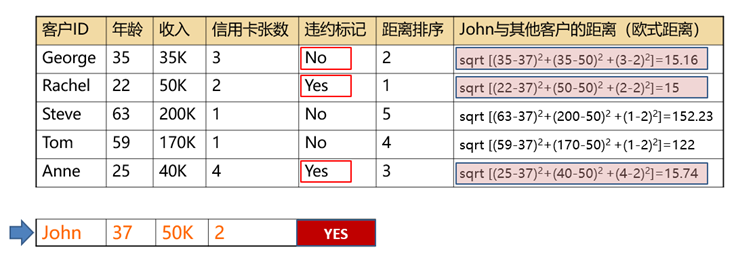 客户ID 年龄 收入 信用卡张数 违约标记 距离排序 John与其他客户的距离（欧式距离）
George 35 35K 3 No 2 sqrt [(35-37)²+(35-50)² +(3-2)²]=15.16
Rachel 22 50K 2 Yes 1 sqrt [(22-37)²+(50-50)² +(2-2)²]=15
Steve 63 200K 1 No 5 sqrt [(63-37)²+(200-50)² +(1-2)²]=152.23
Tom 59 170K 1 No 4 sqrt [(59-37)²+(170-50)² +(1-2)²]=122
Anne 25 40K 4 Yes 3 sqrt [(25-37)²+(40-50)² +(4-2)²]=15.74
John 37 50K 2 YES